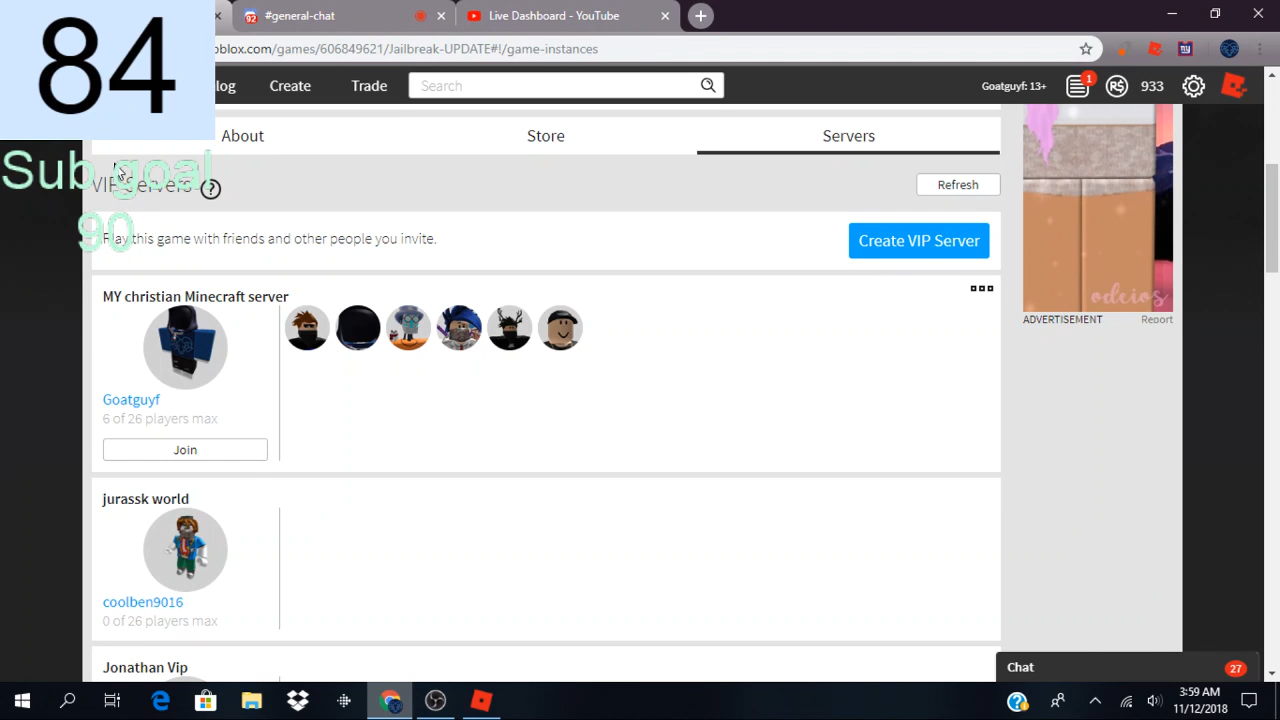 #general-chat
Live Dashboard - YouTube
84
blox.com/games/606849621/Jailbreak-UPDATE#!/game-instances
log
Create
Trade
Search
Goatguyf: 13+
1
933
About
Store
Servers
Sub goal
90
VIP Servers
Refresh
Play this game with friends and other people you invite.
Create VIP Server
MY christian Minecraft server
Goatguyf
6 of 26 players max
Join
odeios
ADVERTISEMENT
Report
jurassk world
coolben9016
0 of 26 players max
Jonathan Vip
Chat
27
3:59 AM
11/12/2018